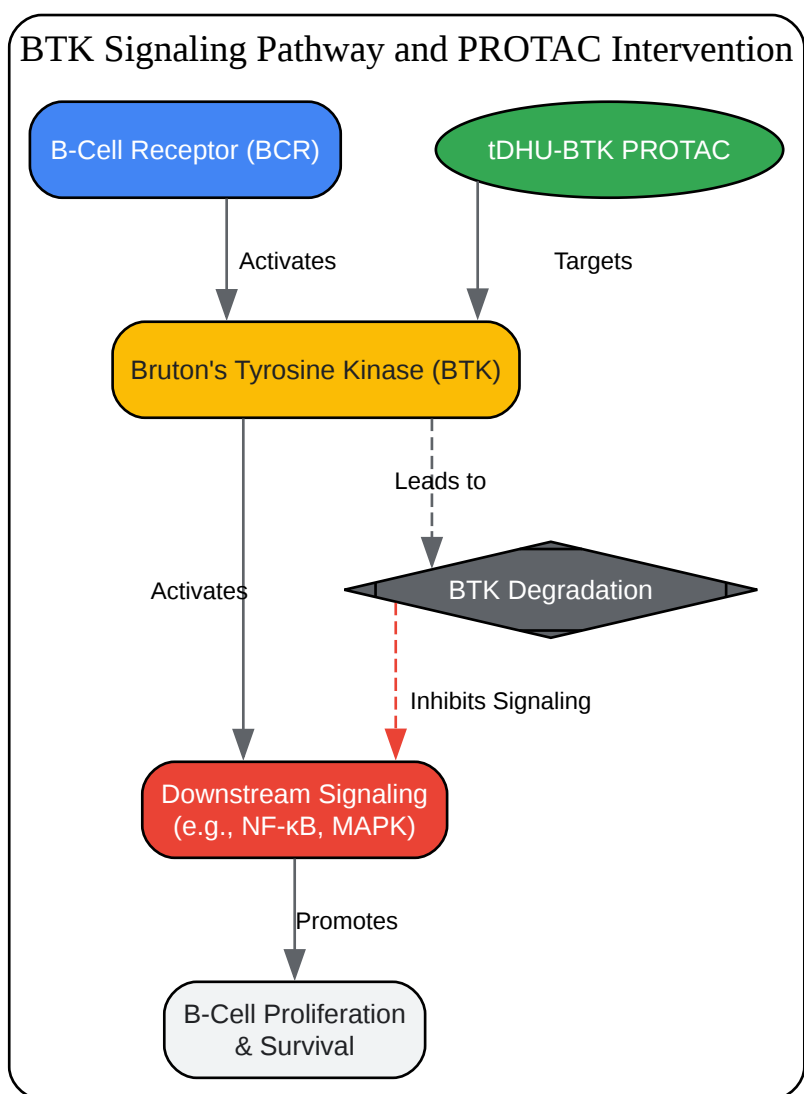 BTK Signaling Pathway and PROTAC Intervention
B-Cell Receptor (BCR)
tDHU-BTK PROTAC
Activates
Targets
Bruton's Tyrosine Kinase (BTK)
Leads to
Activates
BTK Degradation
Inhibits Signaling
Downstream Signaling
(e.g., NF-κB, MAPK)
Promotes
B-Cell Proliferation
& Survival